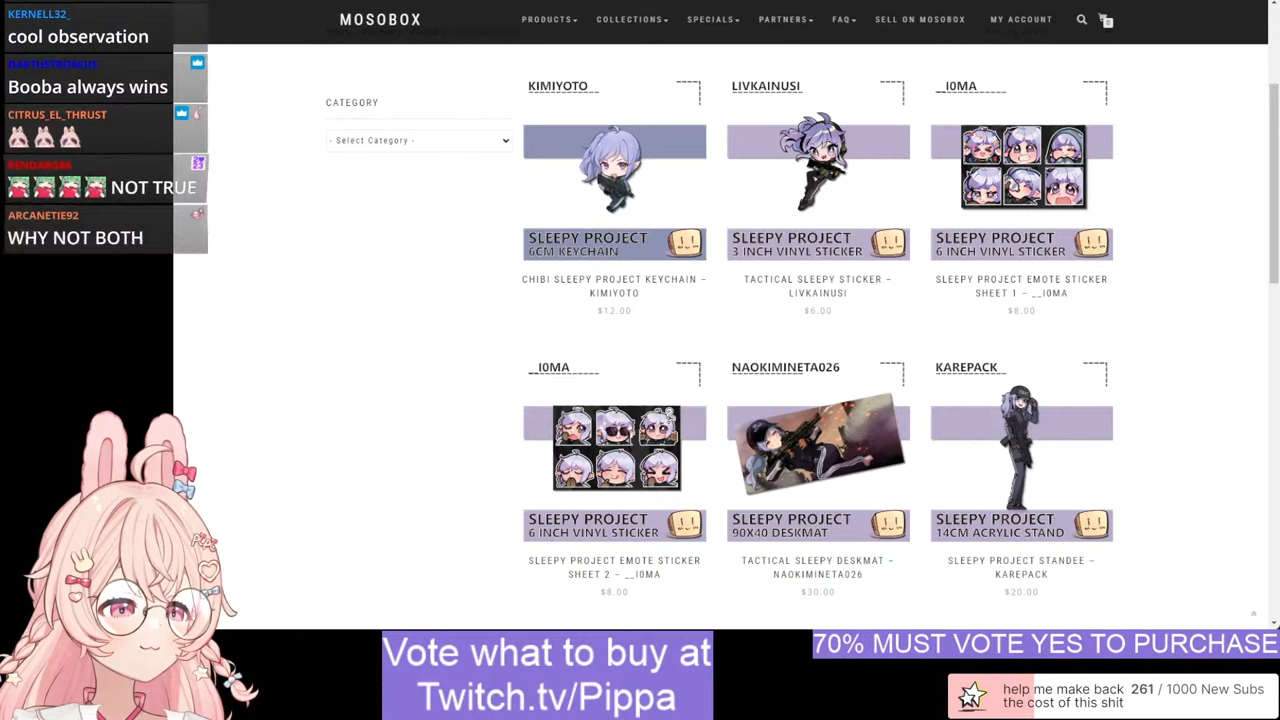 KERNELL32_
cool observation
Booba always wins
CITRUS_EL_THRUST
KENDARG86
NOT TRUE
ARCANETIE92
WHY NOT BOTH
MOSOBOX
PRODUCTS
COLLECTIONS
SPECIALS
PARTNERS
FAQ
SELL ON MOSOBOX
MY ACCOUNT
0
CATEGORY
- Select Category -
KIMIYOTO
SLEEPY PROJECT
6CM KEYCHAIN
CHIBI SLEEPY PROJECT KEYCHAIN –
KIMIYOTO
$12.00
LIVKAINUSI
SLEEPY PROJECT
3 INCH VINYL STICKER
TACTICAL SLEEPY STICKER –
LIVKAINUSI
$6.00
__I0MA
SLEEPY PROJECT
6 INCH VINYL STICKER
SLEEPY PROJECT EMOTE STICKER
SHEET 1 – __I0MA
$8.00
__I0MA
SLEEPY PROJECT
6 INCH VINYL STICKER
SLEEPY PROJECT EMOTE STICKER
SHEET 2 – __I0MA
$8.00
NAOKIMINETA026
SLEEPY PROJECT
90X40 DESKMAT
TACTICAL SLEEPY DESKMAT –
NAOKIMINETA026
$30.00
KAREPACK
SLEEPY PROJECT
14CM ACRYLIC STAND
SLEEPY PROJECT STANDEE –
KAREPACK
$20.00
Vote what to buy at
Twitch.tv/Pippa
70% MUST VOTE YES TO PURCHASE
help me make back 261 / 1000 New Subs
the cost of this shit